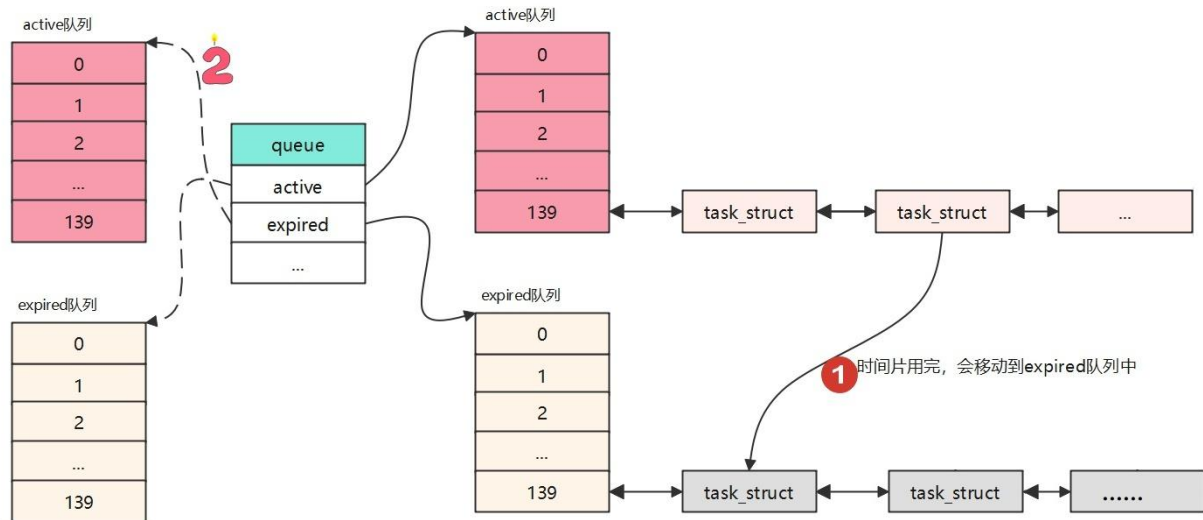 active队列
0
1
2
...
139
2
queue
active
expired
...
active队列
0
1
2
...
139
task_struct
task_struct
...
expired队列
0
1
2
...
139
expired队列
0
1
2
...
139
1
时间片用完，会移动到expired队列中
task_struct
task_struct
......